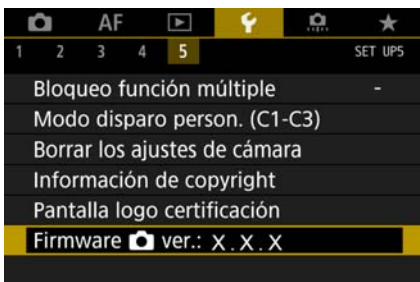 AF
1 2 3 4 5 SET UP5
Bloqueo función múltiple -
Modo disparo person. (C1-C3)
Borrar los ajustes de cámara
Información de copyright
Pantalla logo certificación
Firmware ver.: X.X.X